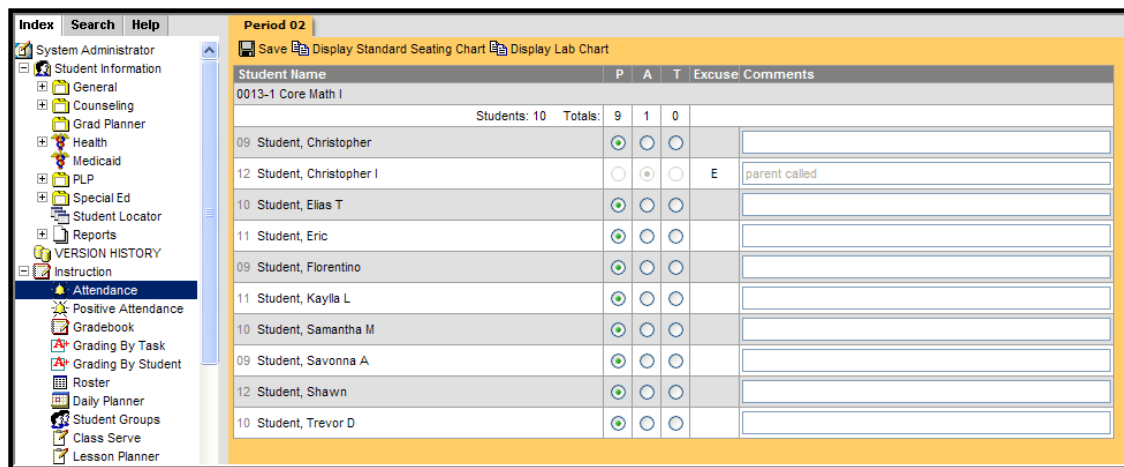 Index Search Help
System Administrator
Student Information
General
Counseling
Grad Planner
Health
Medicaid
PLP
Special Ed
Student Locator
Reports
VERSION HISTORY
Instruction
Attendance
Positive Attendance
Gradebook
Grading By Task
Grading By Student
Roster
Daily Planner
Student Groups
Class Serve
Lesson Planner
Period 02
Save Display Standard Seating Chart Display Lab Chart
Student Name P A T Excuse Comments
0013-1 Core Math I
Students: 10 Totals: 9 1 0
09 Student, Christopher
12 Student, Christopher I E parent called
10 Student, Elias T
11 Student, Eric
09 Student, Florentino
11 Student, Kaylla L
10 Student, Samantha M
09 Student, Savonna A
12 Student, Shawn
10 Student, Trevor D